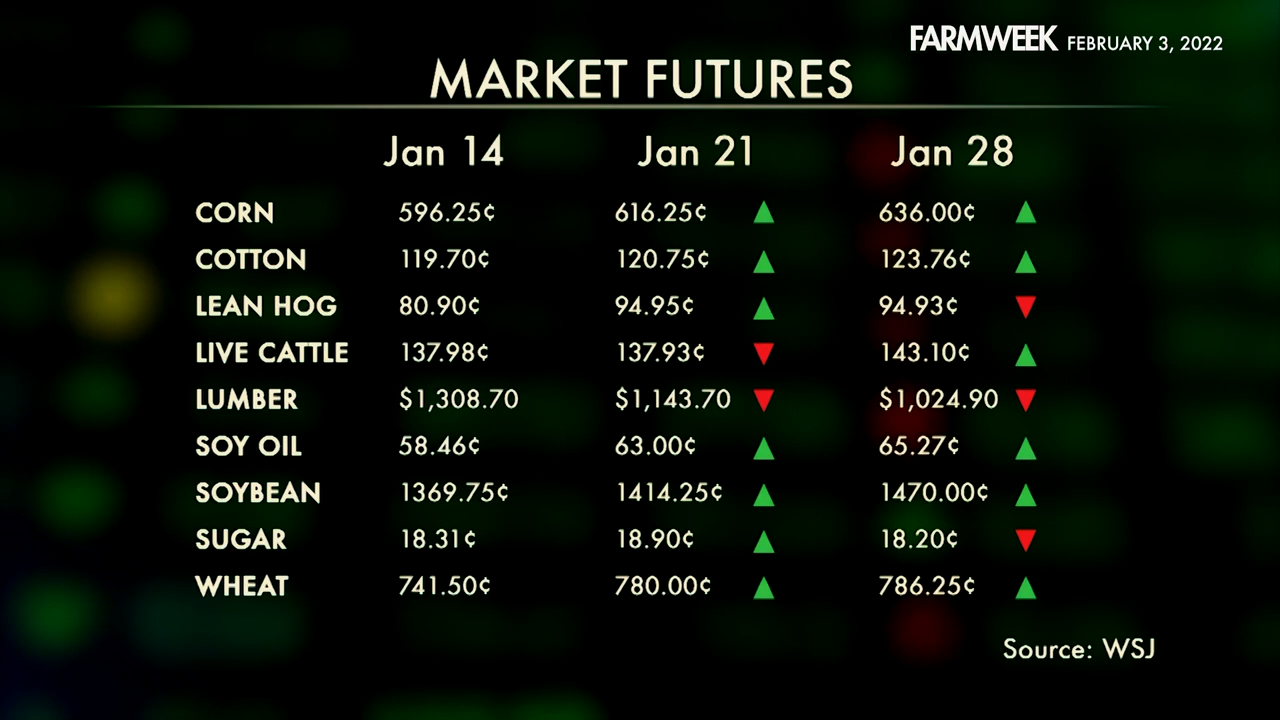 FARMWEEK FEBRUARY 3, 2022
MARKET FUTURES
Jan 14 Jan 21 Jan 28
CORN 596.25¢ 616.25¢ ▲ 636.00¢ ▲
COTTON 119.70¢ 120.75¢ ▲ 123.76¢ ▲
LEAN HOG 80.90¢ 94.95¢ ▲ 94.93¢ ▼
LIVE CATTLE 137.98¢ 137.93¢ ▼ 143.10¢ ▲
LUMBER $1,308.70 $1,143.70 ▼ $1,024.90 ▼
SOY OIL 58.46¢ 63.00¢ ▲ 65.27¢ ▲
SOYBEAN 1369.75¢ 1414.25¢ ▲ 1470.00¢ ▲
SUGAR 18.31¢ 18.90¢ ▲ 18.20¢ ▼
WHEAT 741.50¢ 780.00¢ ▲ 786.25¢ ▲
Source: WSJ